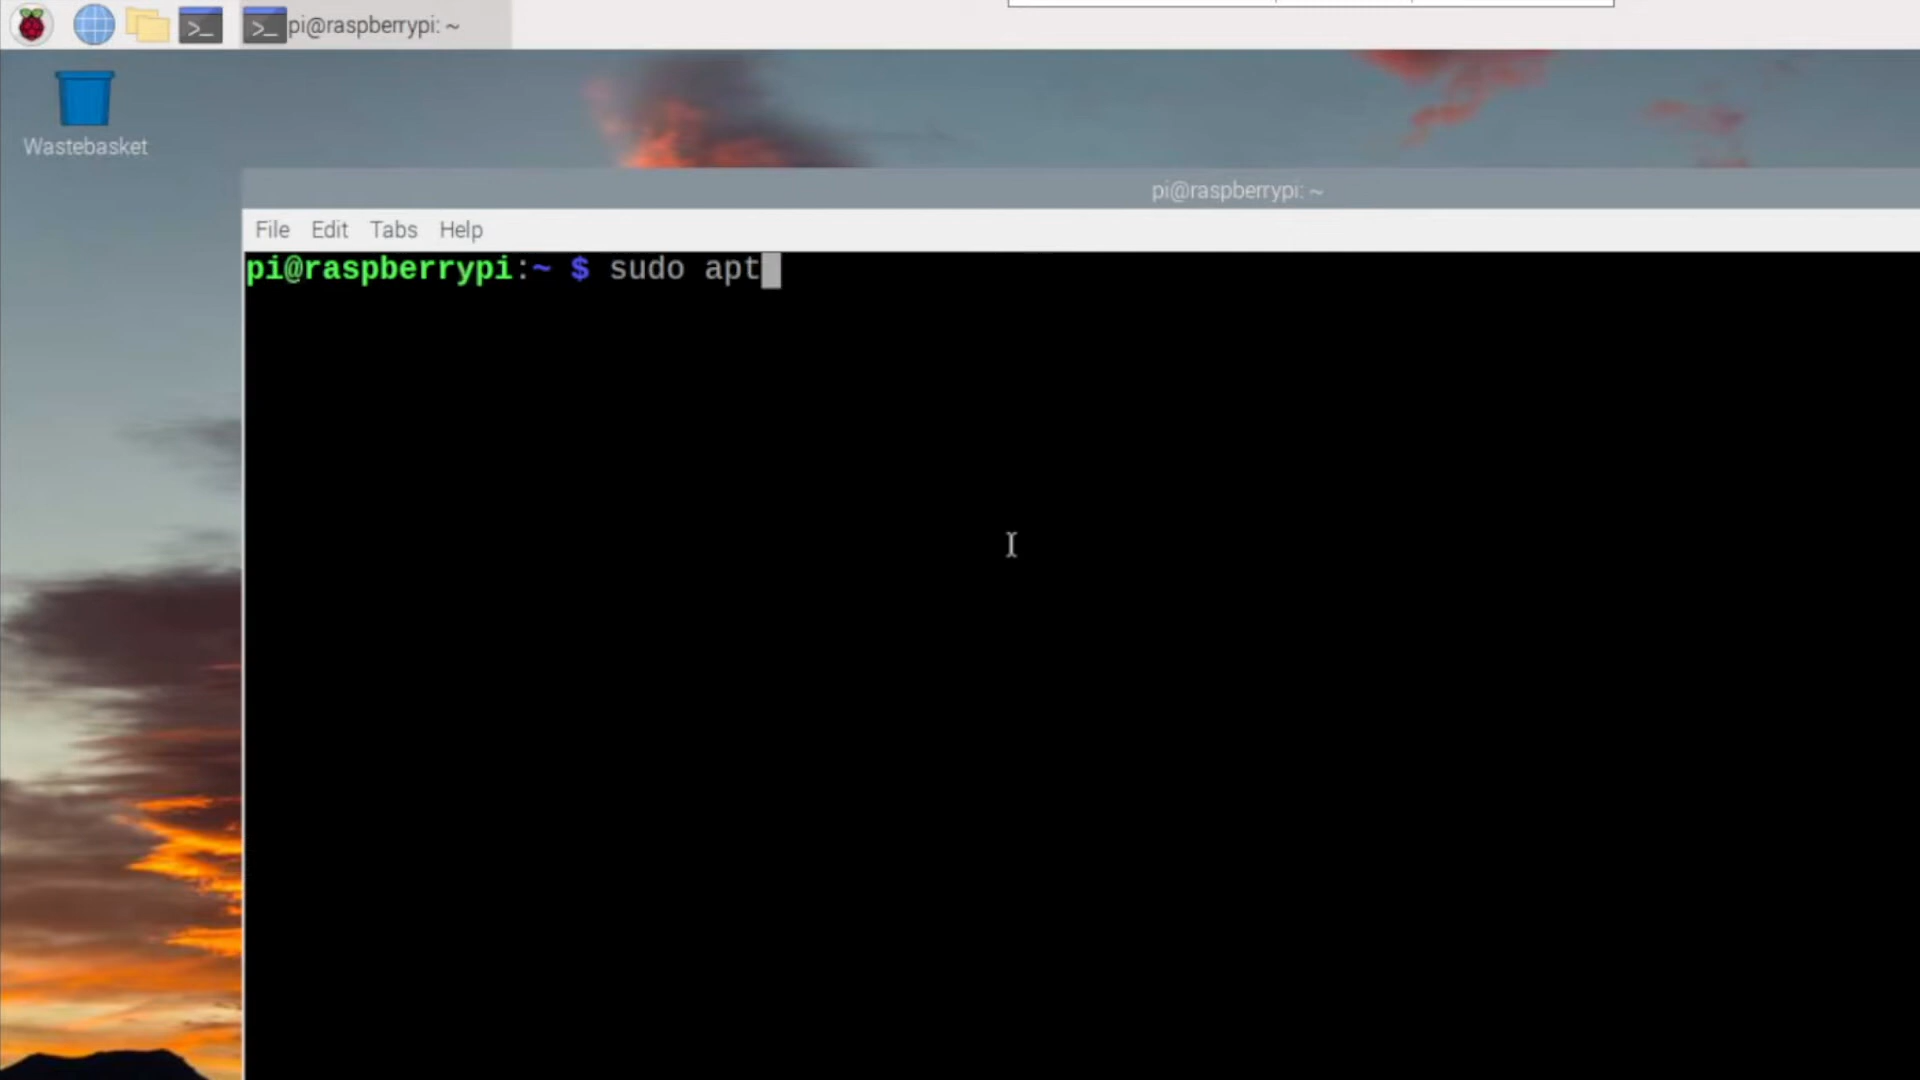 pi@raspberrypi: ~
Wastebasket
pi@raspberrypi: ~
File Edit Tabs Help
pi@raspberrypi:~ $ sudo apt